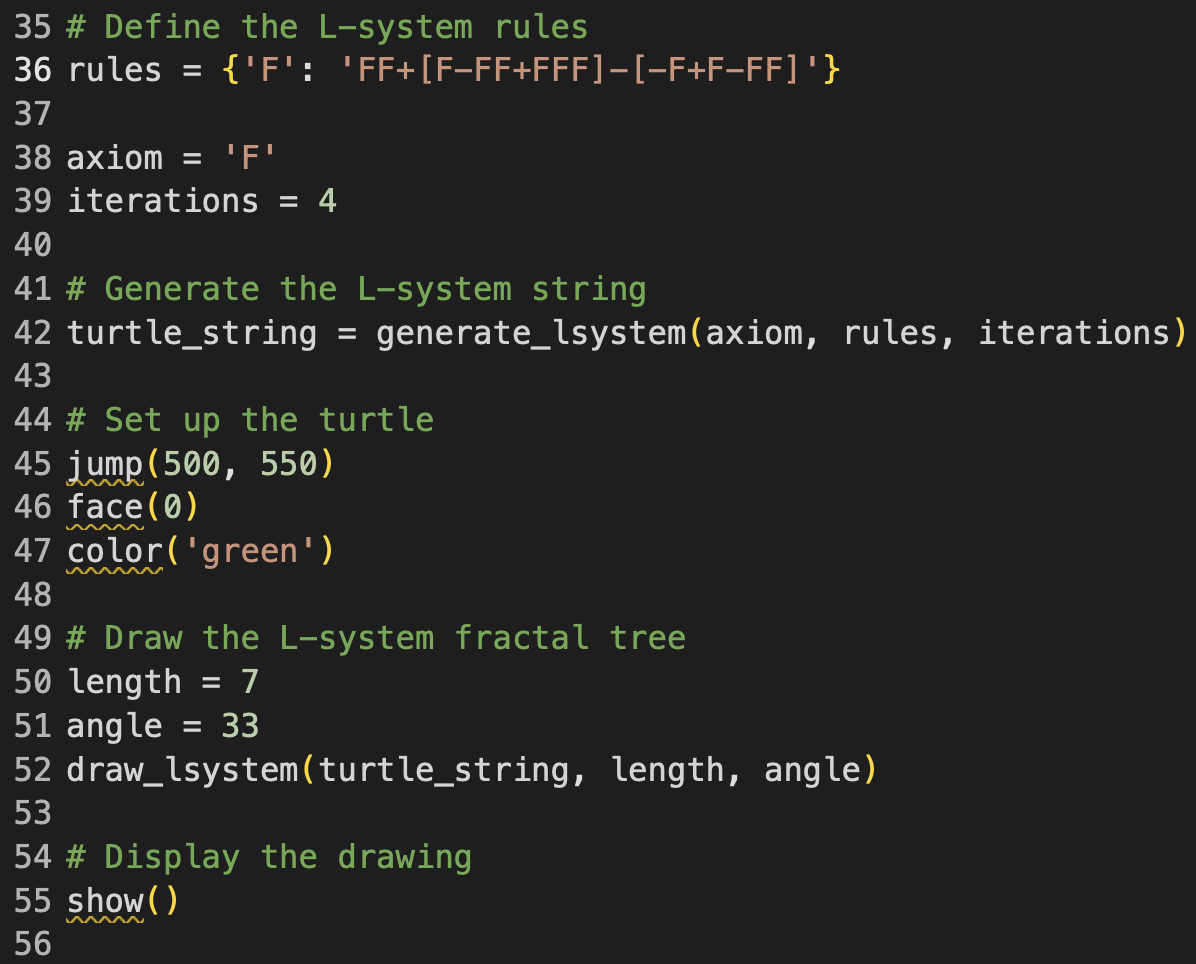 35 # Define the L-system rules
36 rules = {'F': 'FF+[F-FF+FFF]-[-F+F-FF]'}
37
38 axiom = 'F'
39 iterations = 4
40
41 # Generate the L-system string
42 turtle_string = generate_lsystem(axiom, rules, iterations)
43
44 # Set up the turtle
45 jump(500, 550)
46 face(0)
47 color('green')
48
49 # Draw the L-system fractal tree
50 length = 7
51 angle = 33
52 draw_lsystem(turtle_string, length, angle)
53
54 # Display the drawing
55 show()
56